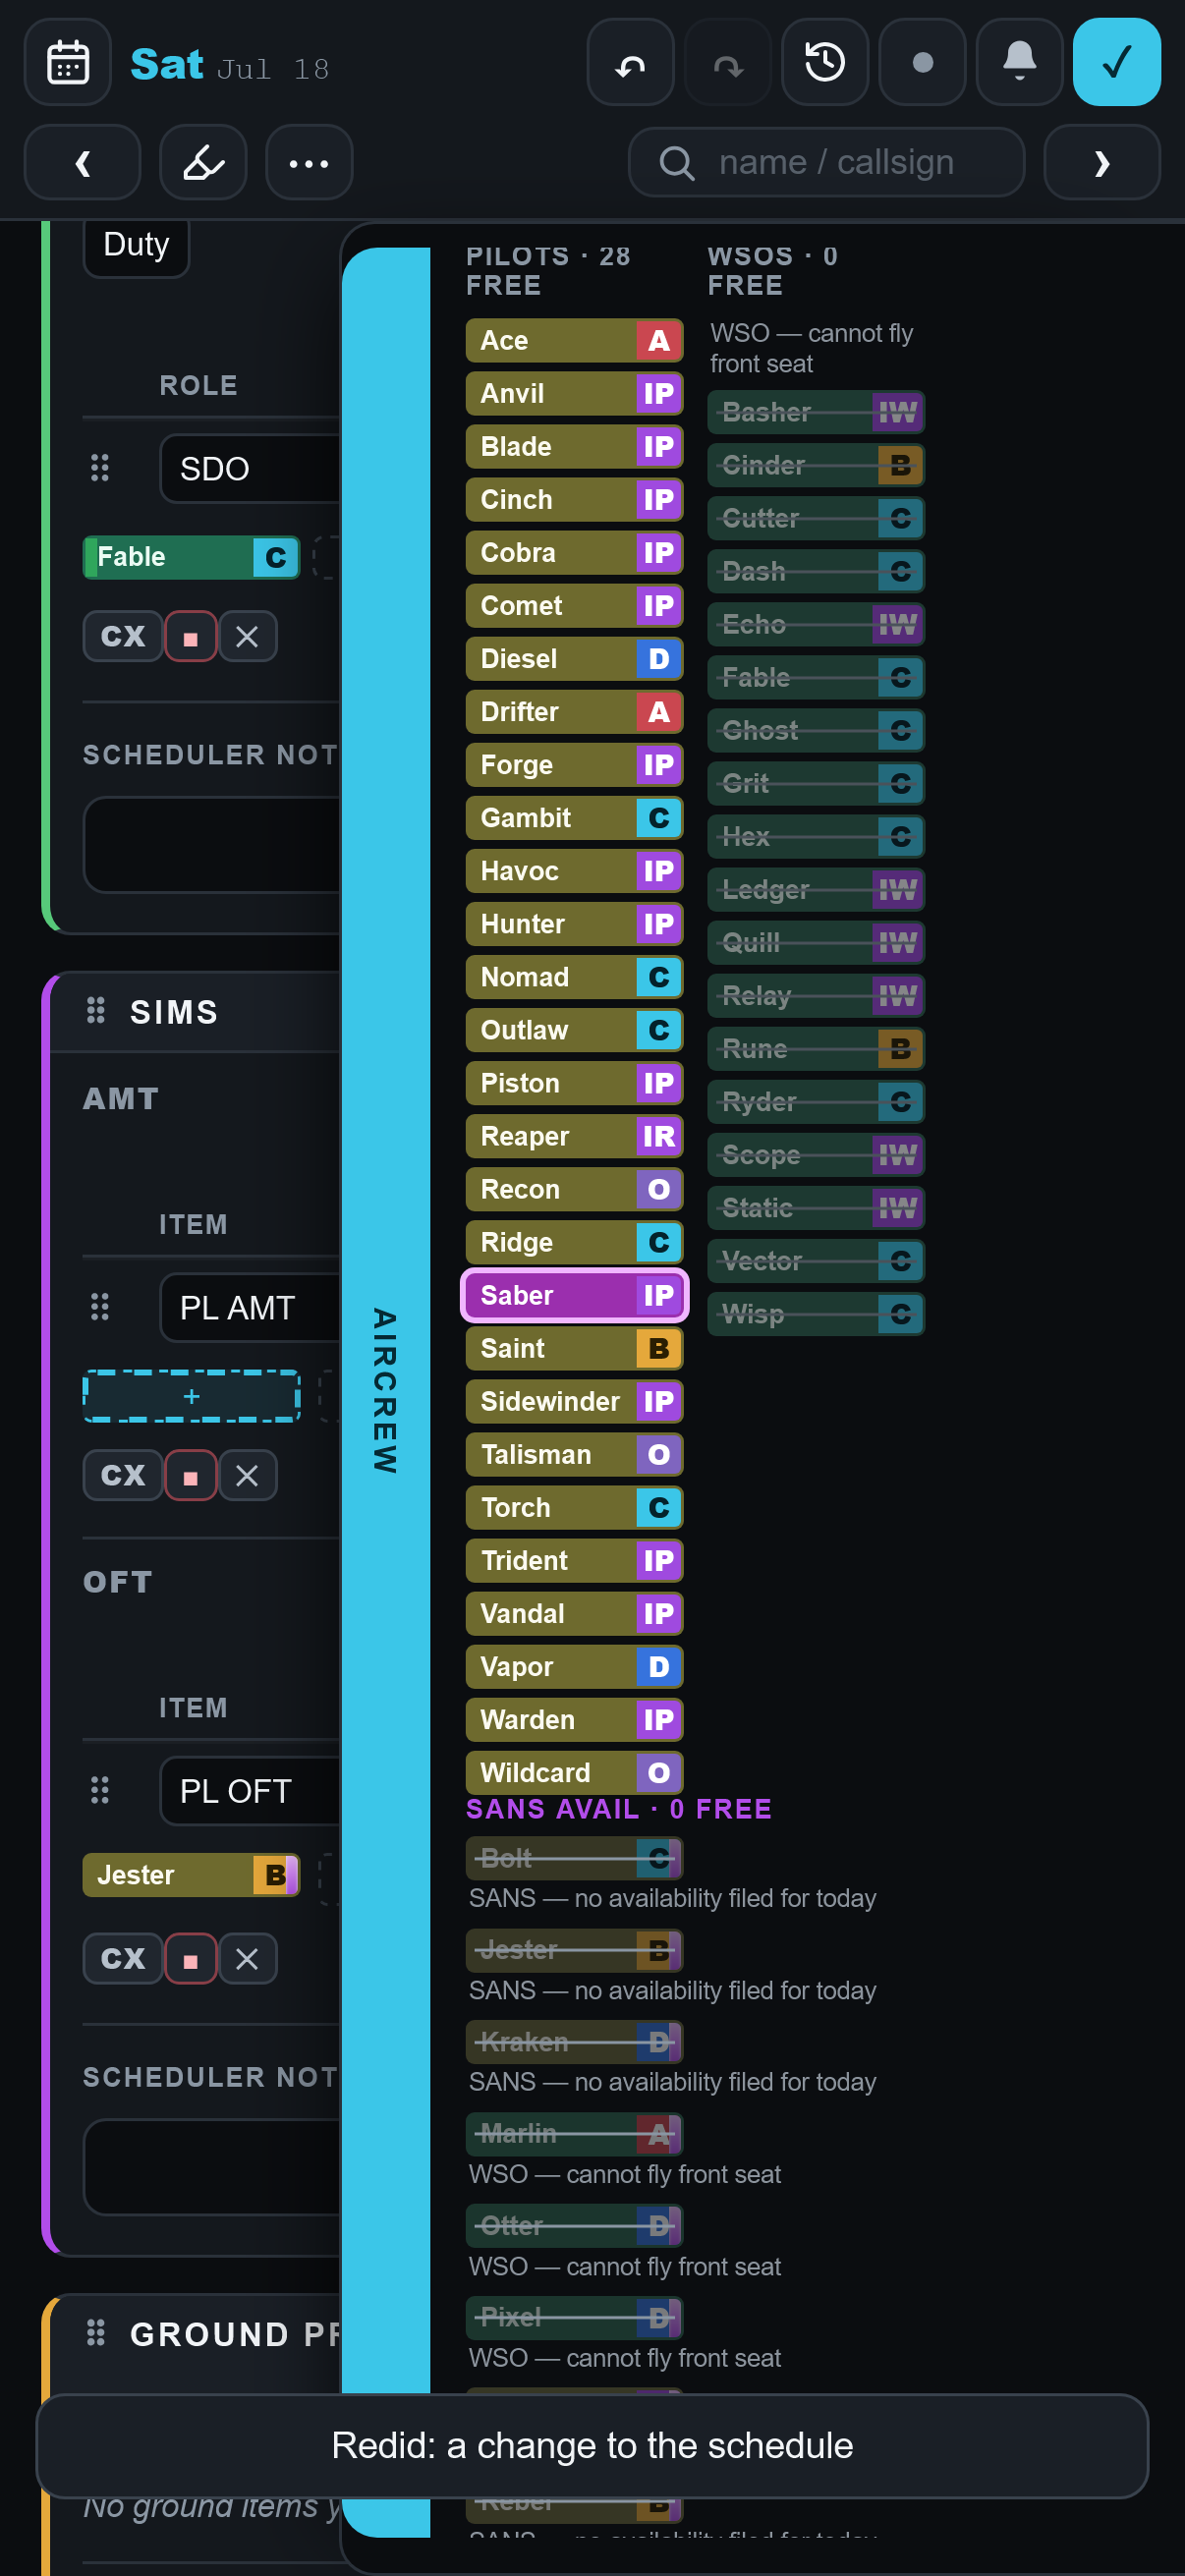 Sat Jul 18
name / callsign
Duty
ROLE
SDO
Fable C
CX
SCHEDULER NOT
SIMS
AMT
ITEM
PL AMT
+
CX
OFT
ITEM
PL OFT
Jester B
CX
SCHEDULER NOT
GROUND PR
No ground items y
AIRCREW
PILOTS · 28 FREE
Ace A
Anvil IP
Blade IP
Cinch IP
Cobra IP
Comet IP
Diesel D
Drifter A
Forge IP
Gambit C
Havoc IP
Hunter IP
Nomad C
Outlaw C
Piston IP
Reaper IR
Recon O
Ridge C
Saber IP
Saint B
Sidewinder IP
Talisman O
Torch C
Trident IP
Vandal IP
Vapor D
Warden IP
Wildcard O
WSOS · 0 FREE
WSO — cannot fly
front seat
Basher IW
Cinder B
Cutter C
Dash C
Echo IW
Fable C
Ghost C
Grit C
Hex C
Ledger IW
Quill IW
Relay IW
Rune B
Ryder C
Scope IW
Static IW
Vector C
Wisp C
SANS AVAIL · 0 FREE
Bolt C
SANS — no availability filed for today
Jester B
SANS — no availability filed for today
Kraken D
SANS — no availability filed for today
Marlin A
WSO — cannot fly front seat
Otter D
WSO — cannot fly front seat
Pixel D
WSO — cannot fly front seat
Redid: a change to the schedule
SANS — no availability filed for today